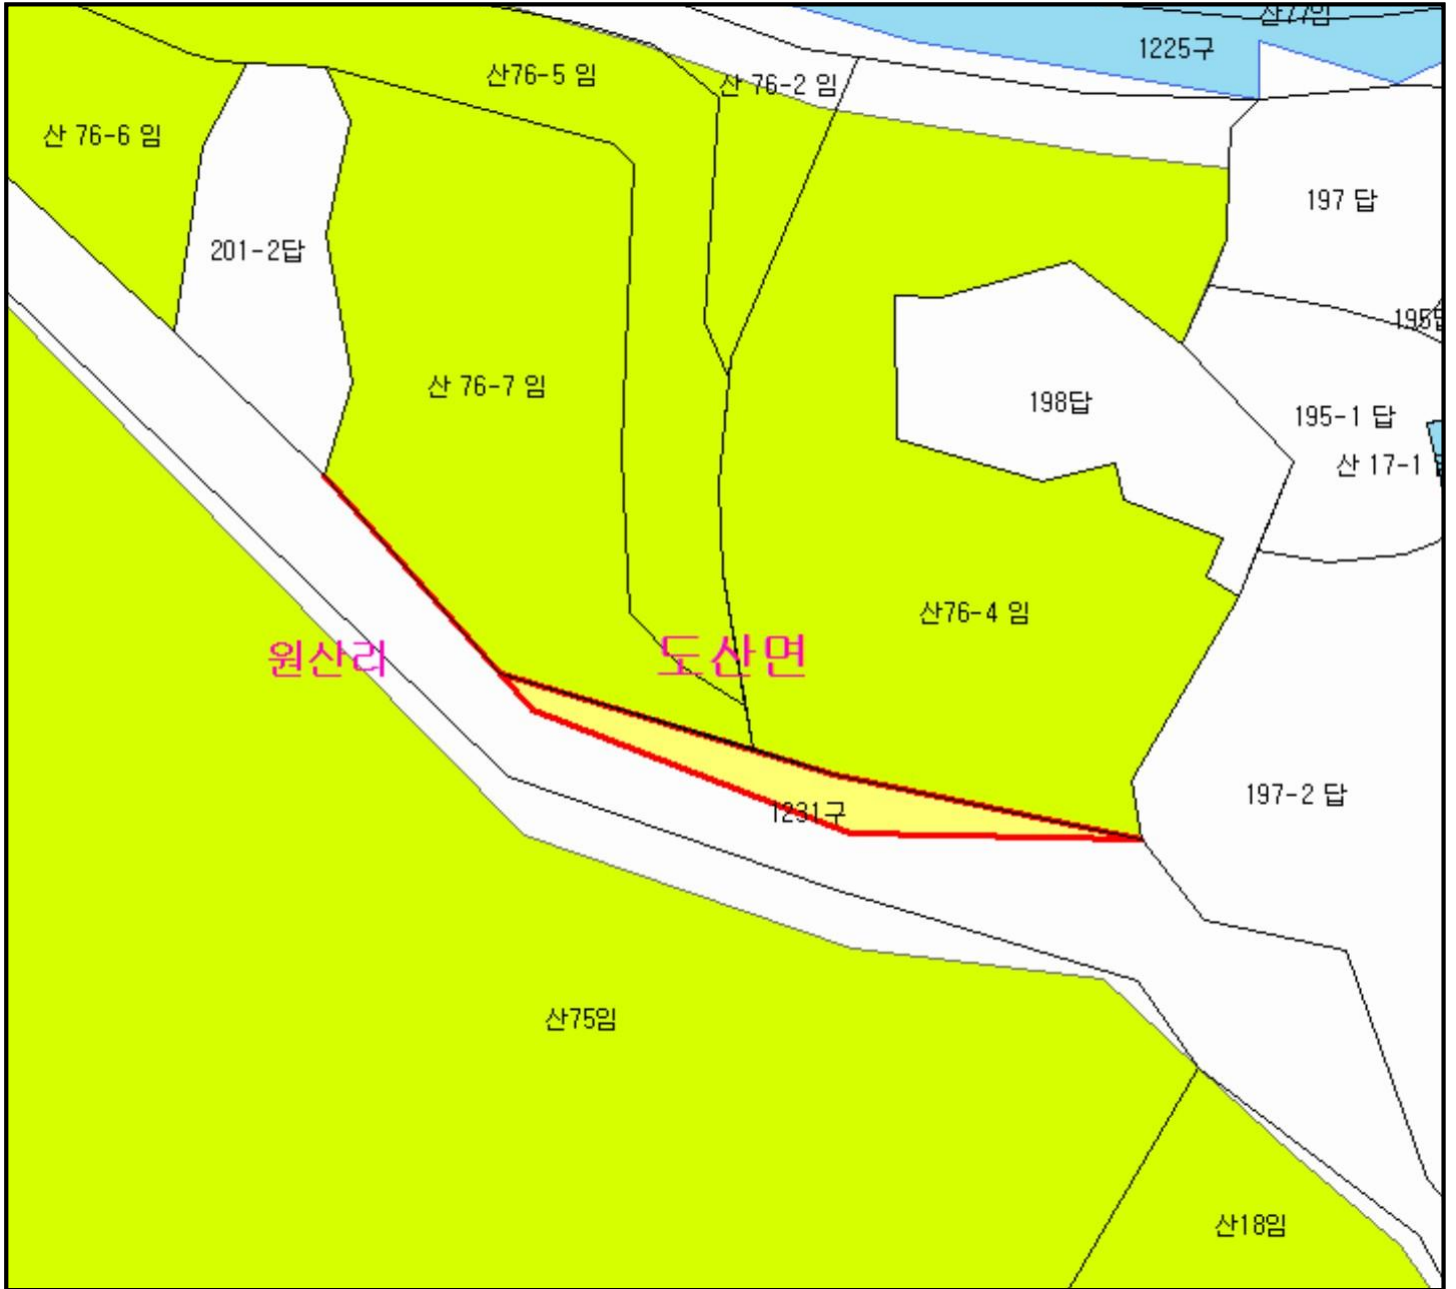 산77임
1225구
산76-5 임
산 76-2 임
산 76-6 임
197 답
201-2답
195답
산 76-7 임
198답
195-1 답
산 17-1
산76-4 임
원산리
도산면
197-2 답
1231구
산75임
산18임